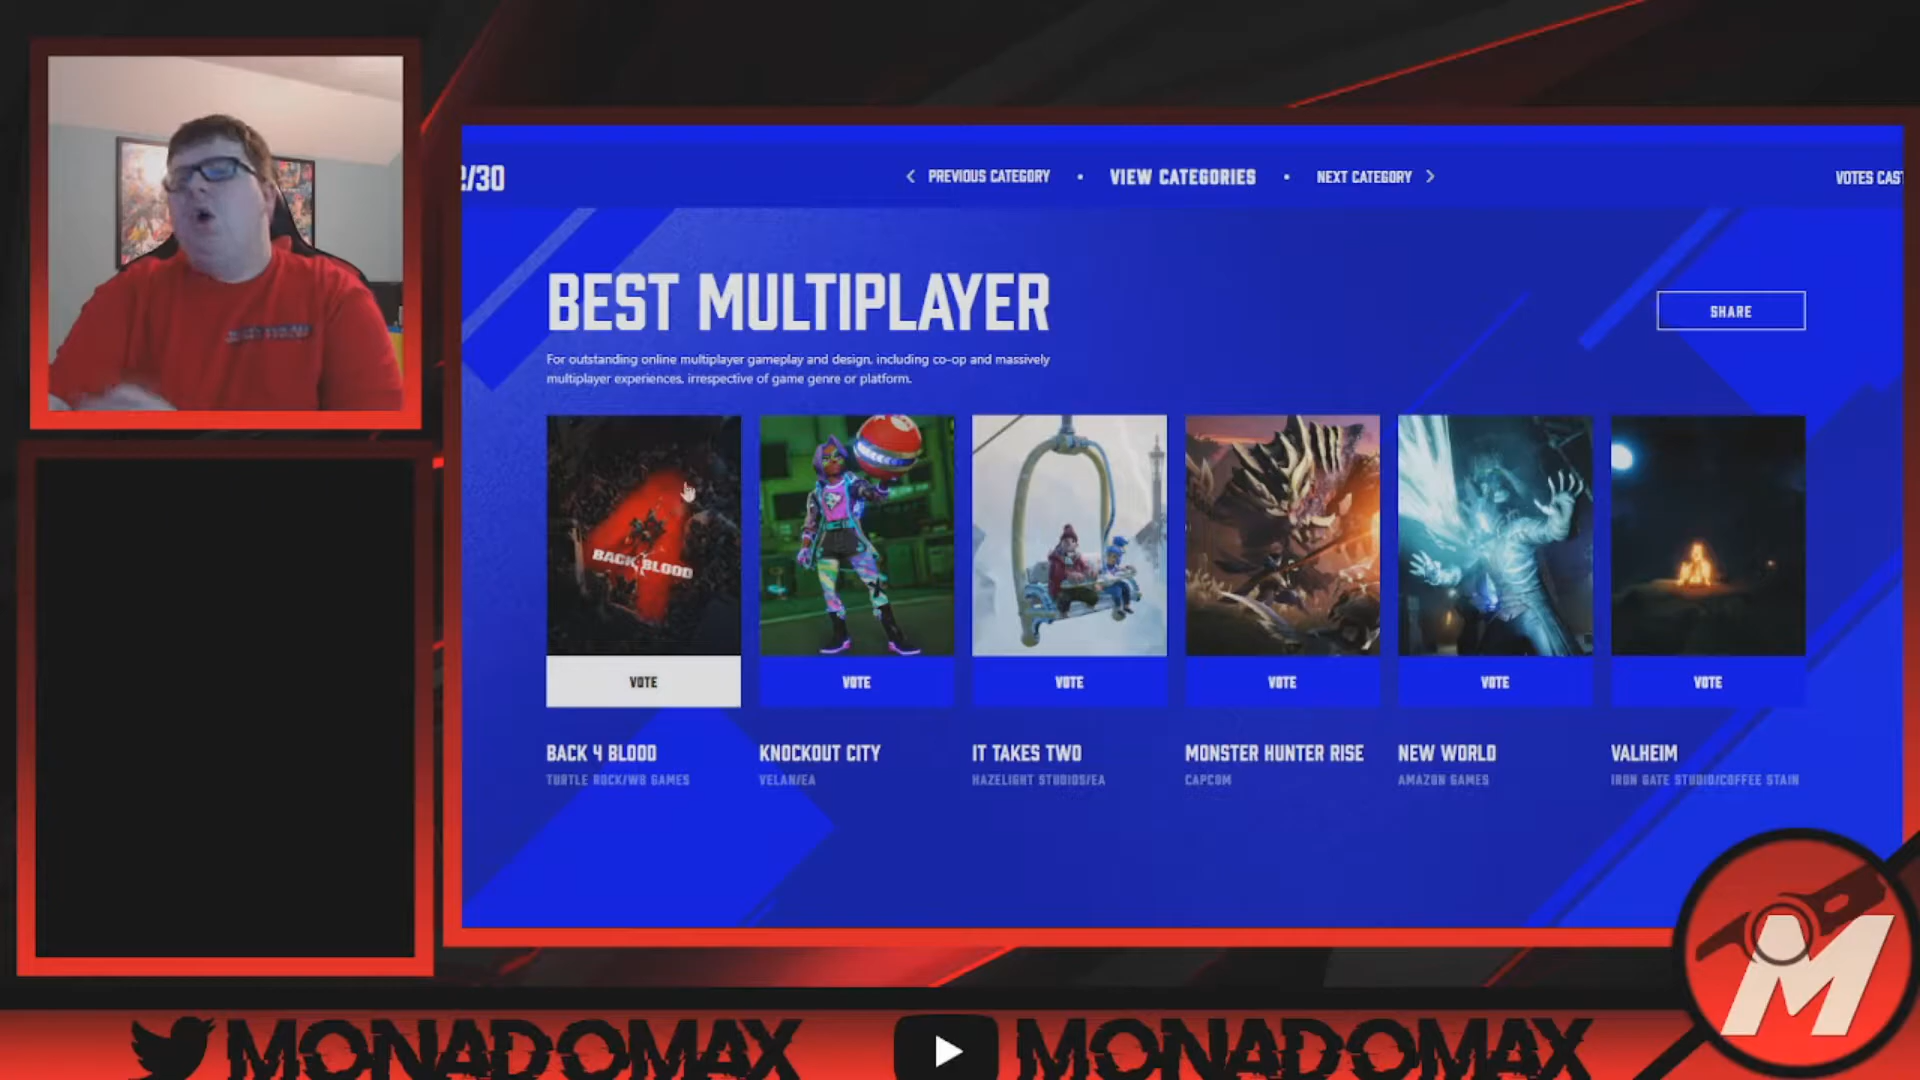 2/30
PREVIOUS CATEGORY • VIEW CATEGORIES • NEXT CATEGORY
VOTES CAST
BEST MULTIPLAYER
SHARE
For outstanding online multiplayer gameplay and design, including co-op and massively
multiplayer experiences, irrespective of game genre or platform.
BACK 4 BLOOD
VOTE VOTE VOTE VOTE VOTE VOTE
BACK 4 BLOOD KNOCKOUT CITY IT TAKES TWO MONSTER HUNTER RISE NEW WORLD VALHEIM
TURTLE ROCK/WB GAMES VELAN/EA HAZELIGHT STUDIOS/EA CAPCOM AMAZON GAMES IRON GATE STUDIO/COFFEE STAIN
M
MONADOMAX MONADOMAX